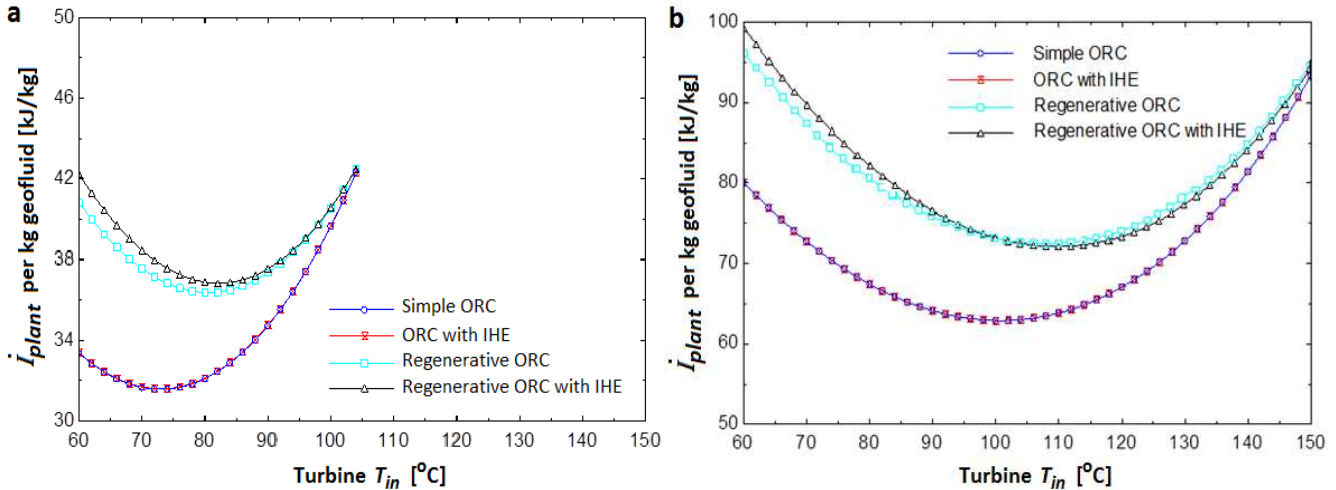 a
50
46
42
38
34
30
İplant per kg geofluid [kJ/kg]
Simple ORC
ORC with IHE
Regenerative ORC
Regenerative ORC with IHE
60 70 80 90 100 110 120 130 140 150
Turbine Tin [°C]
b
100
90
80
70
60
50
İplant per kg geofluid [kJ/kg]
Simple ORC
ORC with IHE
Regenerative ORC
Regenerative ORC with IHE
60 70 80 90 100 110 120 130 140 150
Turbine Tin [°C]